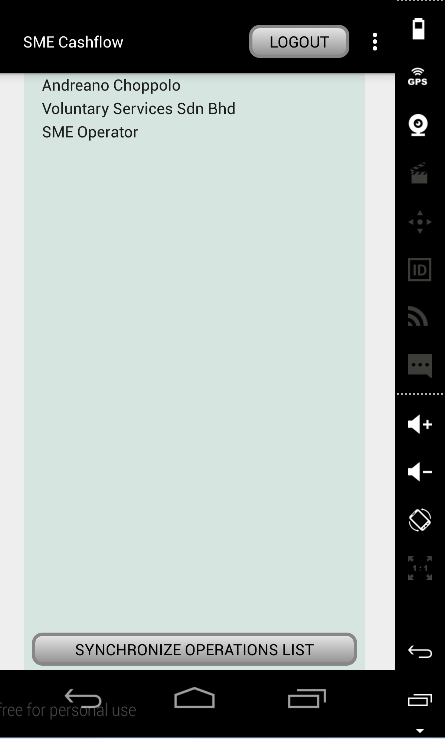 SME Cashflow
LOGOUT
GPS
Andreano Choppolo
Voluntary Services Sdn Bhd
SME Operator
ID
1:1
SYNCHRONIZE OPERATIONS LIST
free for personal use